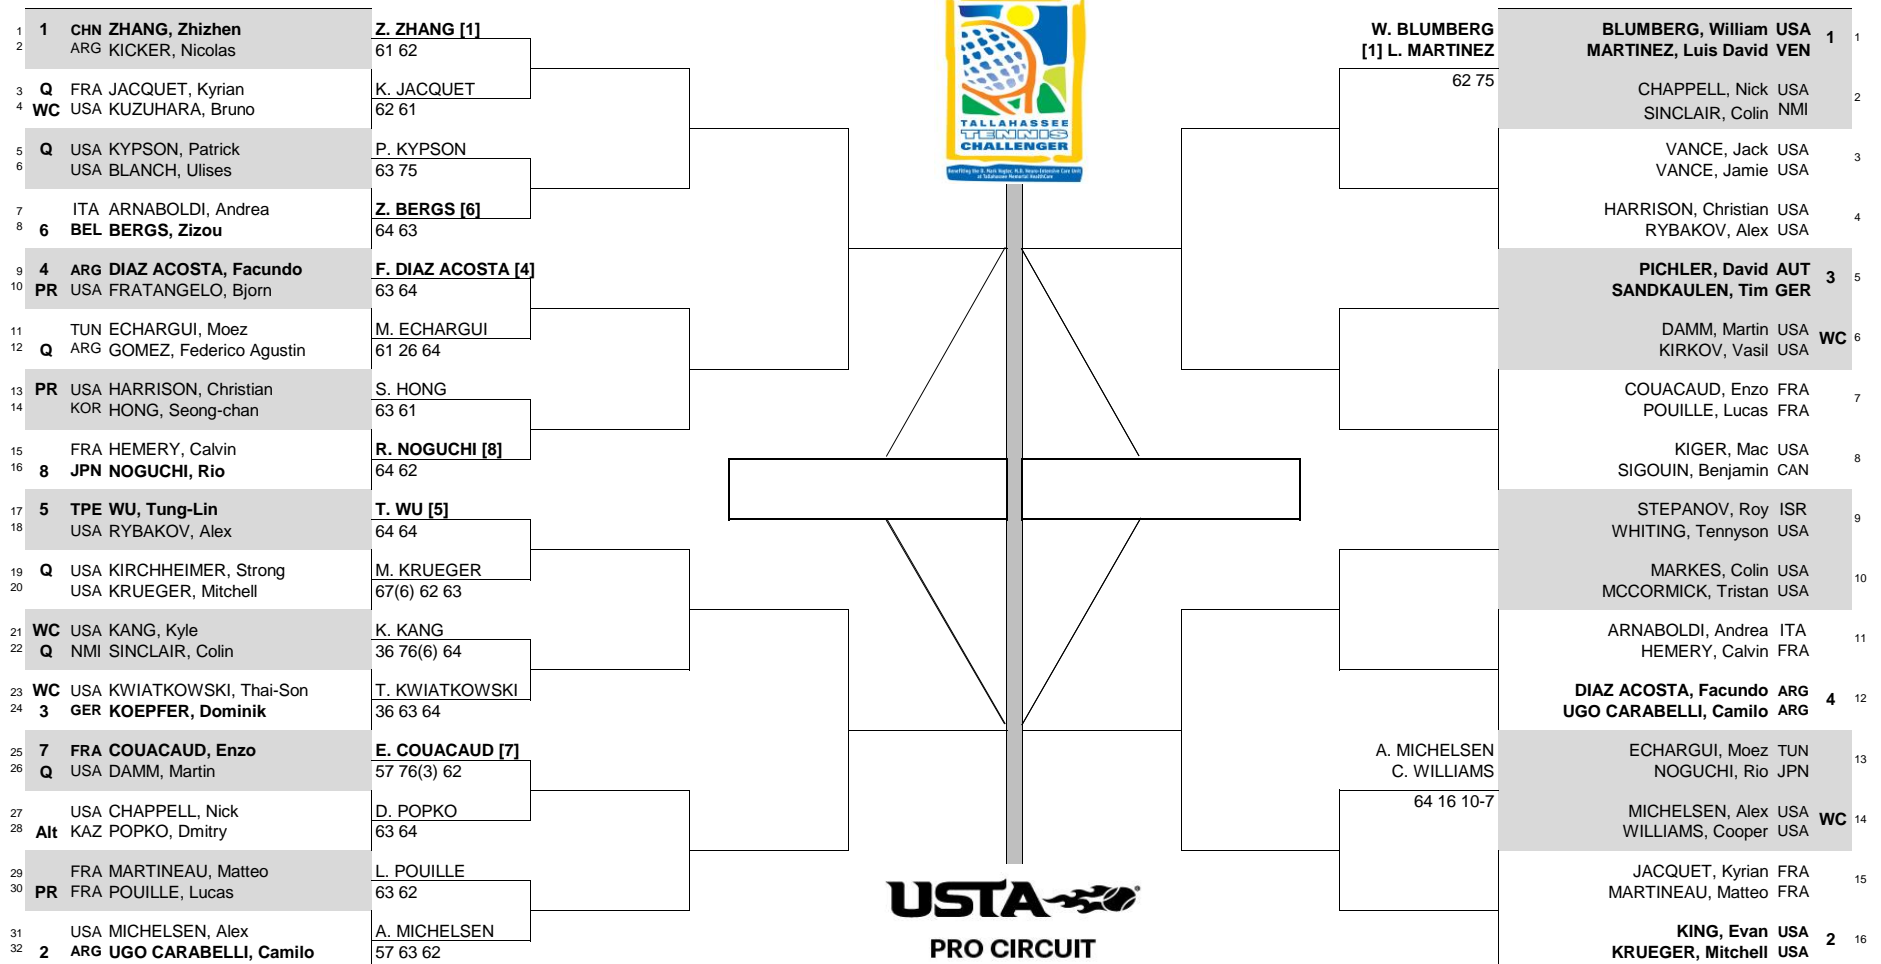 1 1 CHN ZHANG, Zhizhen
2 ARG KICKER, Nicolas
3 Q FRA JACQUET, Kyrian
4 WC USA KUZUHARA, Bruno
5 Q USA KYPSON, Patrick
6 USA BLANCH, Ulises
7 ITA ARNABOLDI, Andrea
8 6 BEL BERGS, Zizou
9 4 ARG DIAZ ACOSTA, Facundo
10 PR USA FRATANGELO, Bjorn
11 TUN ECHARGUI, Moez
12 Q ARG GOMEZ, Federico Agustin
13 PR USA HARRISON, Christian
14 KOR HONG, Seong-chan
15 FRA HEMERY, Calvin
16 8 JPN NOGUCHI, Rio
17 5 TPE WU, Tung-Lin
18 USA RYBAKOV, Alex
19 Q USA KIRCHHEIMER, Strong
20 USA KRUEGER, Mitchell
21 WC USA KANG, Kyle
22 Q NMI SINCLAIR, Colin
23 WC USA KWIATKOWSKI, Thai-Son
24 3 GER KOEPFER, Dominik
25 7 FRA COUACAUD, Enzo
26 Q USA DAMM, Martin
27 USA CHAPPELL, Nick
28 Alt KAZ POPKO, Dmitry
29 FRA MARTINEAU, Matteo
30 PR FRA POUILLE, Lucas
31 USA MICHELSEN, Alex
32 2 ARG UGO CARABELLI, Camilo
Z. ZHANG [1]
61 62
K. JACQUET
62 61
P. KYPSON
63 75
Z. BERGS [6]
64 63
F. DIAZ ACOSTA [4]
63 64
M. ECHARGUI
61 26 64
S. HONG
63 61
R. NOGUCHI [8]
64 62
T. WU [5]
64 64
M. KRUEGER
67(6) 62 63
K. KANG
36 76(6) 64
T. KWIATKOWSKI
36 63 64
E. COUACAUD [7]
57 76(3) 62
D. POPKO
63 64
L. POUILLE
63 62
A. MICHELSEN
57 63 62
TALLAHASSEE
TENNIS
CHALLENGER
Benefiting the D. Mark Vogter, M.D. Neuro-Intensive Care Unit
at Tallahassee Memorial HealthCare
USTA
PRO CIRCUIT
W. BLUMBERG
[1] L. MARTINEZ
62 75
A. MICHELSEN
C. WILLIAMS
64 16 10-7
BLUMBERG, William USA 1 1
MARTINEZ, Luis David VEN
CHAPPELL, Nick USA 2
SINCLAIR, Colin NMI
VANCE, Jack USA 3
VANCE, Jamie USA
HARRISON, Christian USA 4
RYBAKOV, Alex USA
PICHLER, David AUT 3 5
SANDKAULEN, Tim GER
DAMM, Martin USA WC 6
KIRKOV, Vasil USA
COUACAUD, Enzo FRA 7
POUILLE, Lucas FRA
KIGER, Mac USA 8
SIGOUIN, Benjamin CAN
STEPANOV, Roy ISR 9
WHITING, Tennyson USA
MARKES, Colin USA 10
MCCORMICK, Tristan USA
ARNABOLDI, Andrea ITA 11
HEMERY, Calvin FRA
DIAZ ACOSTA, Facundo ARG 4 12
UGO CARABELLI, Camilo ARG
ECHARGUI, Moez TUN 13
NOGUCHI, Rio JPN
MICHELSEN, Alex USA WC 14
WILLIAMS, Cooper USA
JACQUET, Kyrian FRA 15
MARTINEAU, Matteo FRA
KING, Evan USA 2 16
KRUEGER, Mitchell USA